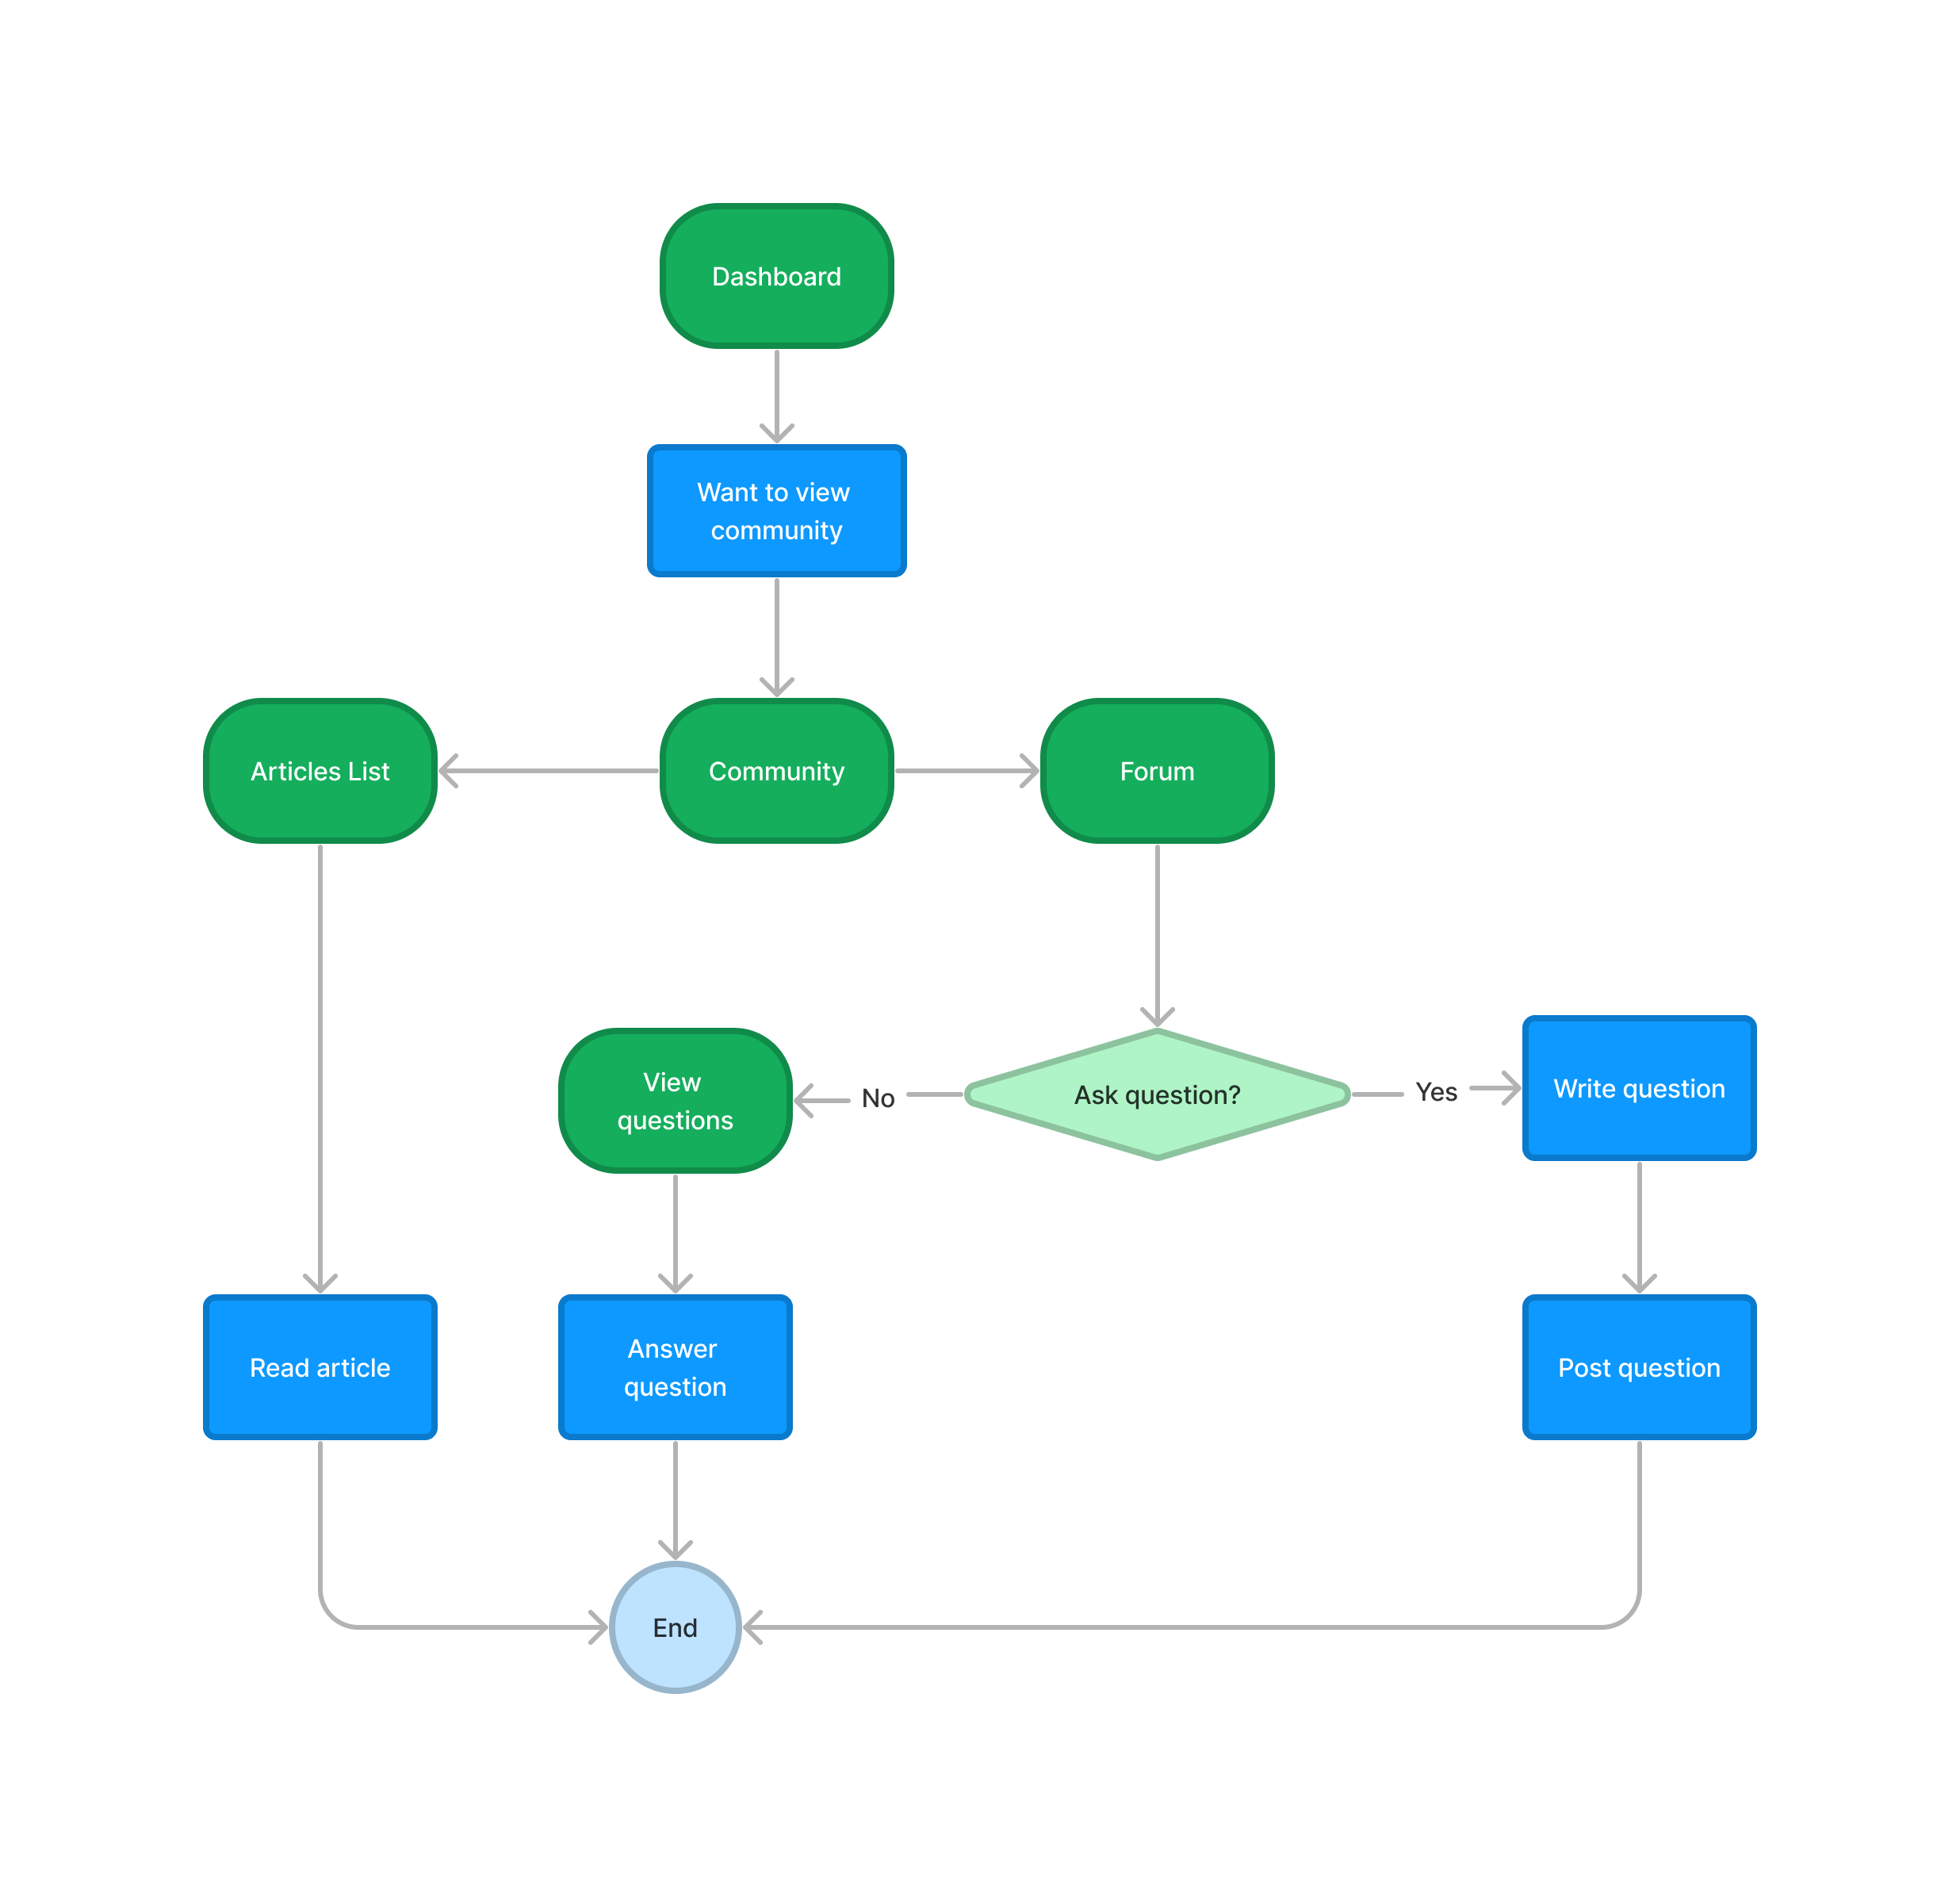 Dashboard
Want to view
community
Articles List
Community
Forum
View
questions
No
Ask question?
Yes
Write question
Read article
Answer
question
Post question
End